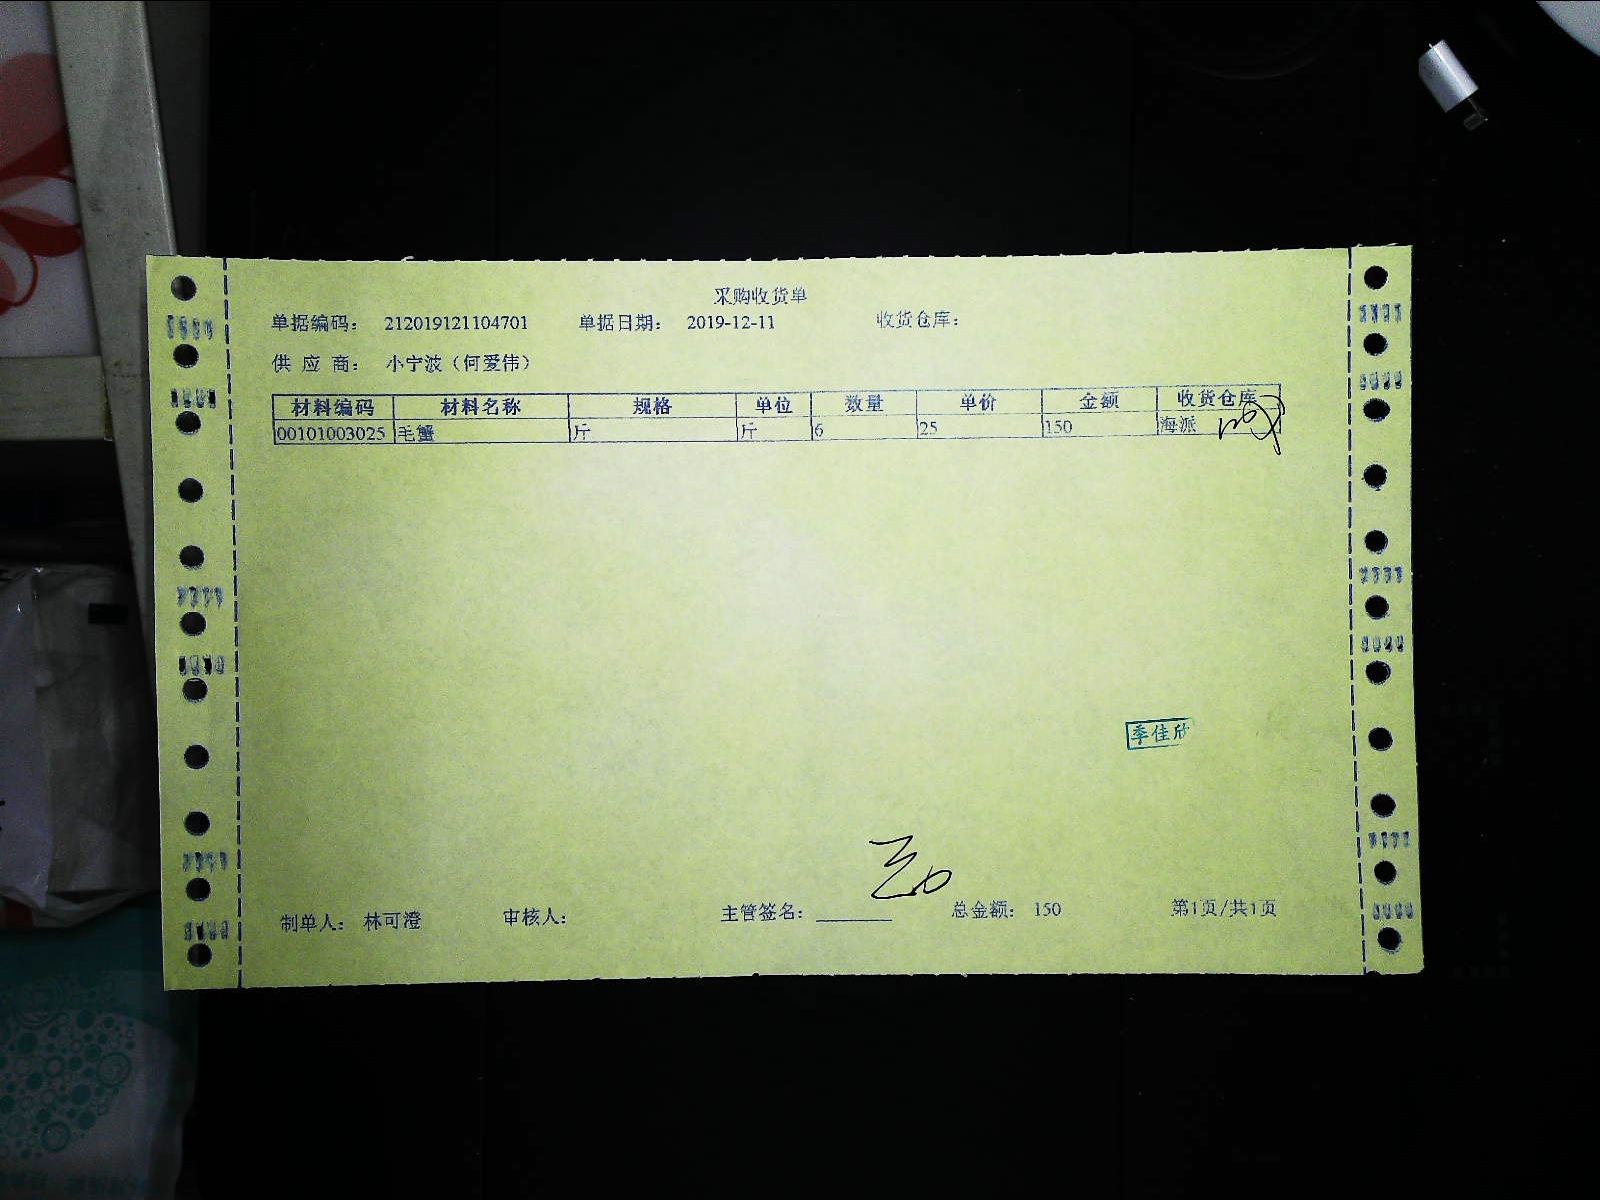 采购收货单
单据编码： 212019121104701 单据日期： 2019-12-11 收货仓库：
供 应 商： 小宁波（何爱伟）
材料编码 材料名称 规格 单位 数量 单价 金额 收货仓库
00101003025 毛蟹 斤 斤 6 25 150 海派
季佳欣
制单人： 林可澄 审核人： 主管签名：________ 总金额： 150 第1页/共1页